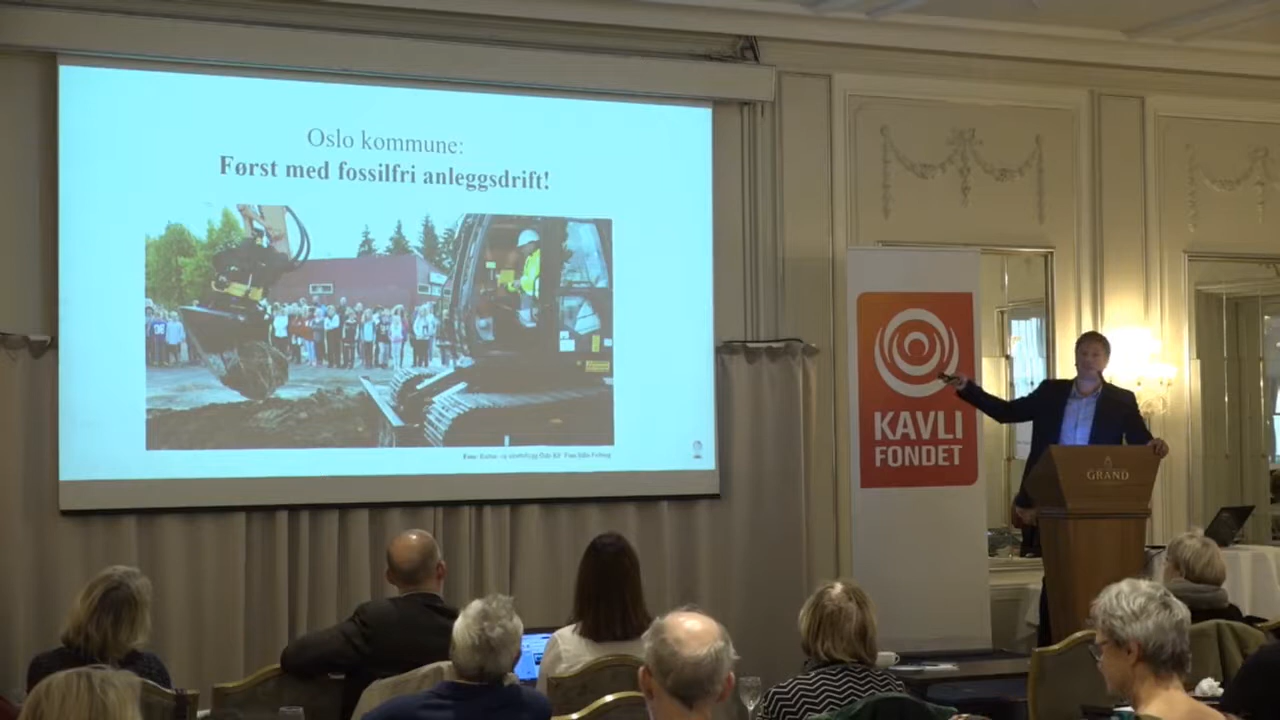 Oslo kommune:
Først med fossilfri anleggsdrift!
KAVLI
FONDET
GRAND